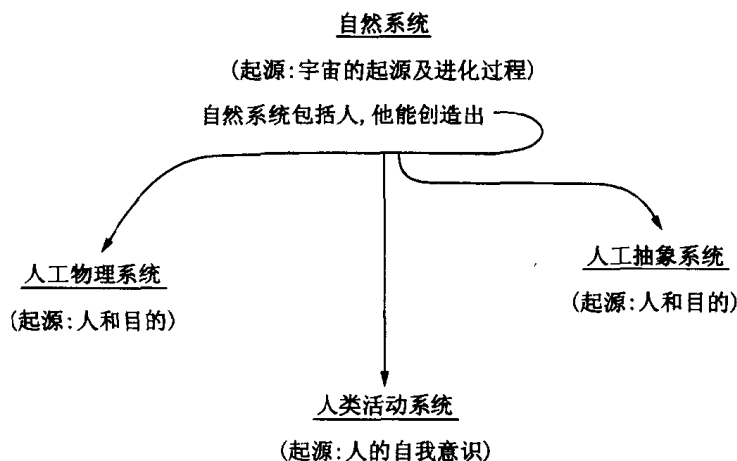 自然系统
(起源:宇宙的起源及进化过程)
自然系统包括人,他能创造出
人工物理系统
(起源:人和目的)
人工抽象系统
(起源:人和目的)
人类活动系统
(起源:人的自我意识)